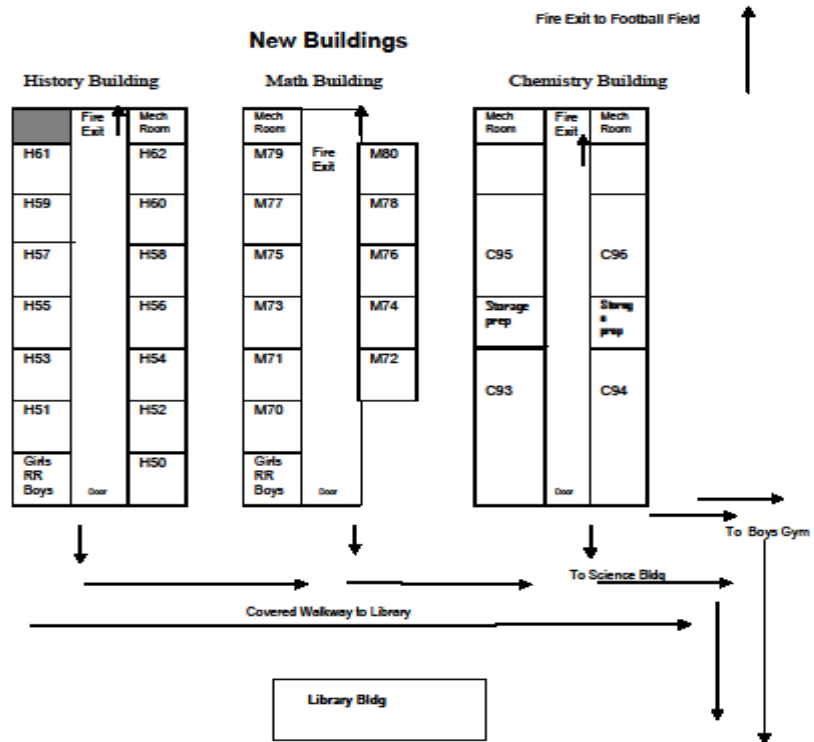 Fire Exit to Football Field
New Buildings
History Building
Math Building
Chemistry Building
Fire
Exit
Mech
Room
H61
H62
H59
H60
H57
H58
H55
H56
H53
H54
H51
H52
Girls
RR
Boys
Door
H50
Mech
Room
M79
Fire
Exit
M80
M77
M78
M75
M76
M73
M74
M71
M72
M70
Girls
RR
Boys
Door
Mech
Room
Fire
Exit
Mech
Room
C95
C96
Storage
prep
Storag
e
prep
C93
C94
Door
To Boys Gym
To Science Bldg
Covered Walkway to Library
Library Bldg